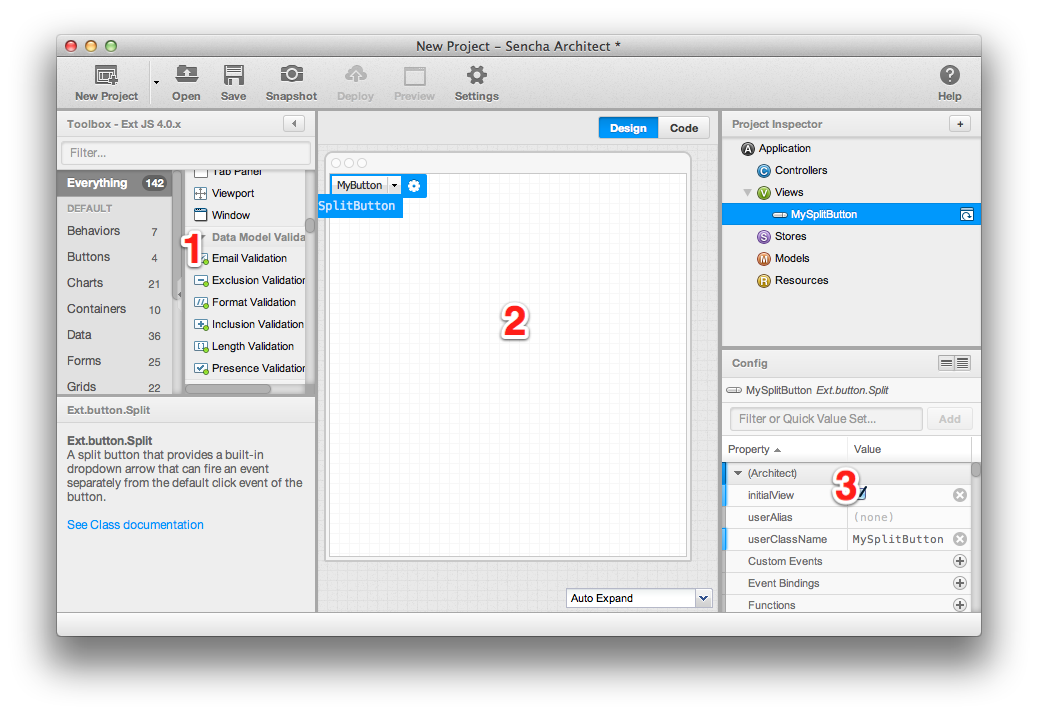 New Project - Sencha Architect *
New Project
Open
Save
Snapshot
Deploy
Preview
Settings
Help
Toolbox - Ext JS 4.0.x
Filter...
Everything 142
DEFAULT
Behaviors 7
Buttons 4
Charts 21
Containers 10
Data 36
Forms 25
Grids 22
Tab Panel
Viewport
Window
Data Model Valida
Email Validation
Exclusion Validation
Format Validation
Inclusion Validation
Length Validation
Presence Validation
1
Ext.button.Split
Ext.button.Split
A split button that provides a built-in
dropdown arrow that can fire an event
separately from the default click event of the
button.
See Class documentation
Design Code
MyButton
SplitButton
2
Auto Expand
Project Inspector
+
A Application
C Controllers
V Views
MySplitButton
S Stores
M Models
R Resources
Config
MySplitButton Ext.button.Split
Filter or Quick Value Set... Add
Property Value
(Architect)
3
initialView
userAlias (none)
userClassName MySplitButton
Custom Events
Event Bindings
Functions